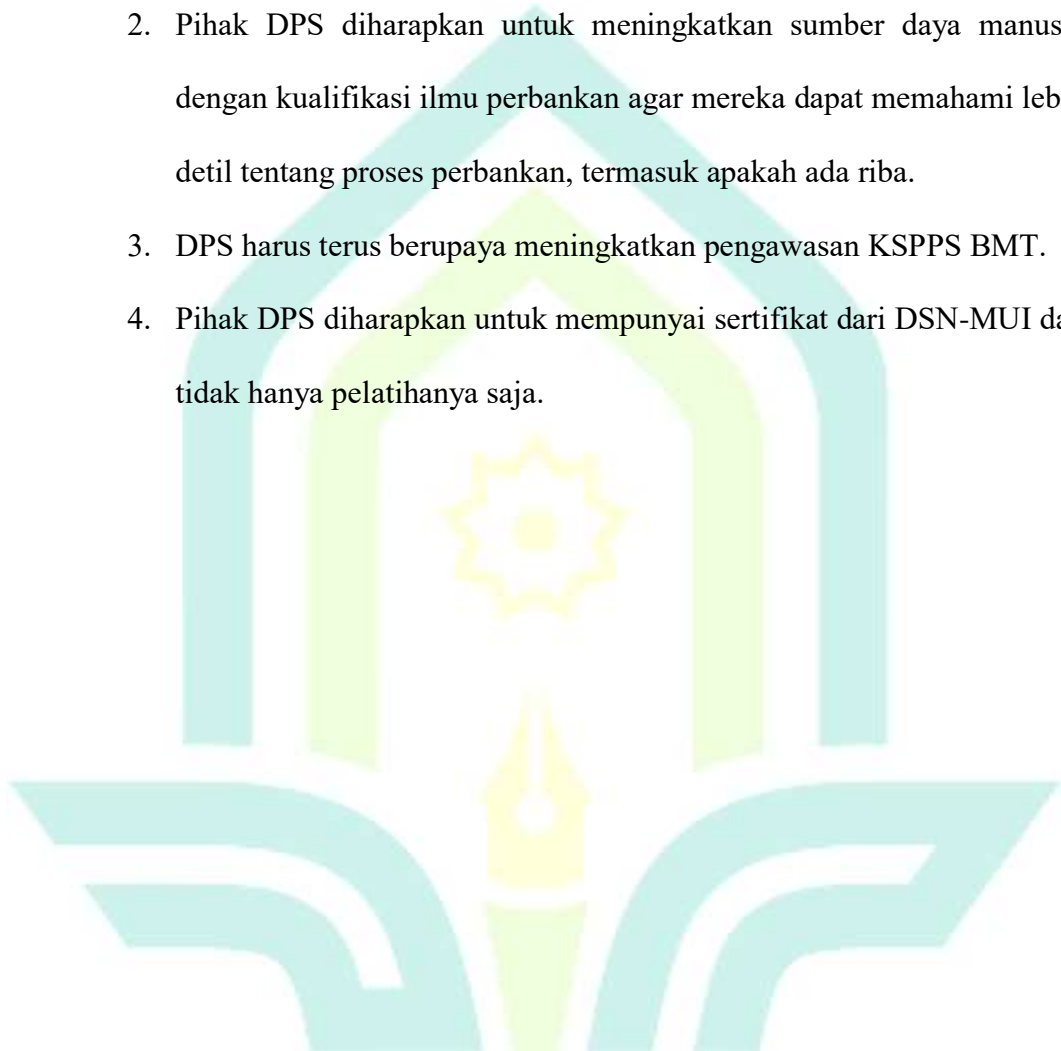 2. Pihak DPS diharapkan untuk meningkatkan sumber daya manus
dengan kualifikasi ilmu perbankan agar mereka dapat memahami leb
detil tentang proses perbankan, termasuk apakah ada riba.
3. DPS harus terus berupaya meningkatkan pengawasan KSPPS BMT.
4. Pihak DPS diharapkan untuk mempunyai sertifikat dari DSN-MUI da
tidak hanya pelatihanya saja.